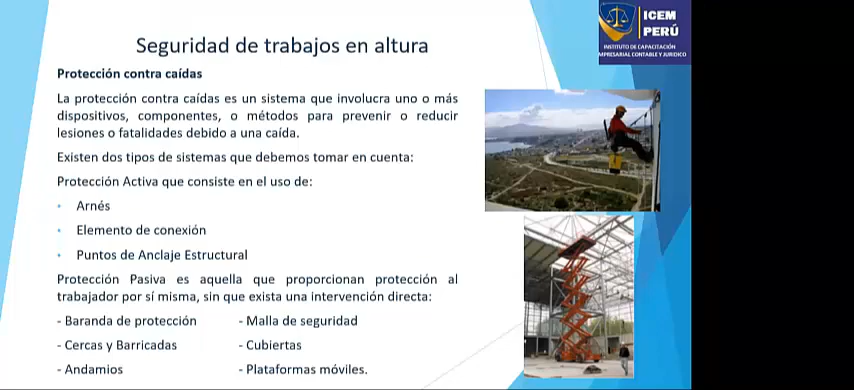 Seguridad de trabajos en altura
ICEM
PERÚ
INSTITUTO DE CAPACITACIÓN
EMPRESARIAL CONTABLE Y JURIDICO
Protección contra caídas
La protección contra caídas es un sistema que involucra uno o más
dispositivos, componentes, o métodos para prevenir o reducir
lesiones o fatalidades debido a una caída.
Existen dos tipos de sistemas que debemos tomar en cuenta:
Protección Activa que consiste en el uso de:
• Arnés
• Elemento de conexión
• Puntos de Anclaje Estructural
Protección Pasiva es aquella que proporcionan protección al
trabajador por sí misma, sin que exista una intervención directa:
- Baranda de protección - Malla de seguridad
- Cercas y Barricadas - Cubiertas
- Andamios - Plataformas móviles.